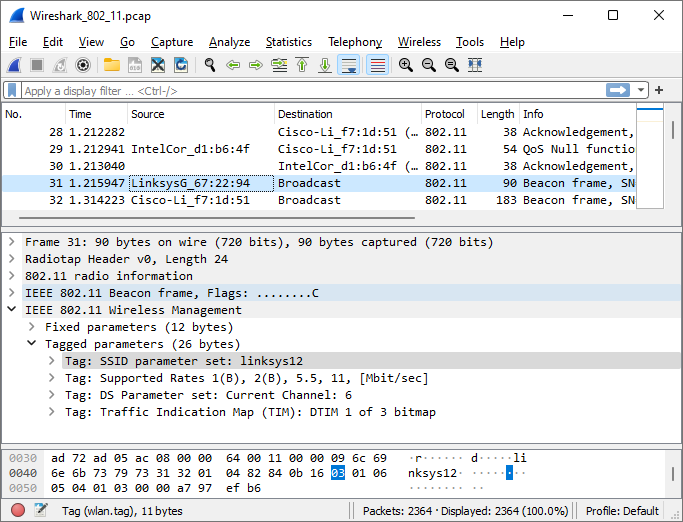 Wireshark_802_11.pcap
File Edit View Go Capture Analyze Statistics Telephony Wireless Tools Help
Apply a display filter ... <Ctrl-/>
No. Time Source Destination Protocol Length Info
28 1.212282 Cisco-Li_f7:1d:51 (… 802.11 38 Acknowledgement,
29 1.212941 IntelCor_d1:b6:4f Cisco-Li_f7:1d:51 802.11 54 QoS Null functio
30 1.213040 IntelCor_d1:b6:4f (… 802.11 38 Acknowledgement,
31 1.215947 LinksysG_67:22:94 Broadcast 802.11 90 Beacon frame, SN
32 1.314223 Cisco-Li_f7:1d:51 Broadcast 802.11 183 Beacon frame, SN
Frame 31: 90 bytes on wire (720 bits), 90 bytes captured (720 bits)
Radiotap Header v0, Length 24
802.11 radio information
IEEE 802.11 Beacon frame, Flags: ........C
IEEE 802.11 Wireless Management
Fixed parameters (12 bytes)
Tagged parameters (26 bytes)
Tag: SSID parameter set: linksys12
Tag: Supported Rates 1(B), 2(B), 5.5, 11, [Mbit/sec]
Tag: DS Parameter set: Current Channel: 6
Tag: Traffic Indication Map (TIM): DTIM 1 of 3 bitmap
0030 ad 72 ad 05 ac 08 00 00 64 00 11 00 00 09 6c 69 ·r······ d·····li
0040 6e 6b 73 79 73 31 32 01 04 82 84 0b 16 03 01 06 nksys12· ········
0050 05 04 01 03 00 00 a7 97 ef b6 ········ ··
Tag (wlan.tag), 11 bytes Packets: 2364 · Displayed: 2364 (100.0%) Profile: Default